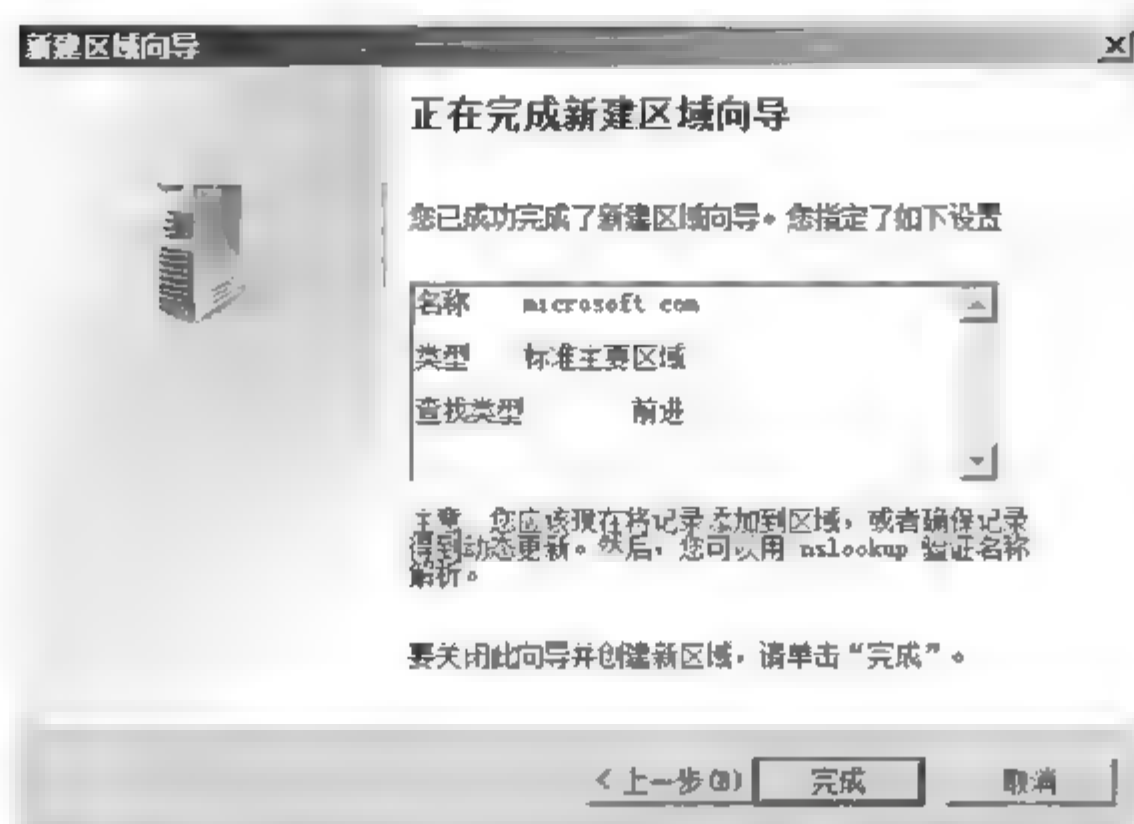 新建区域向导
正在完成新建区域向导
您已成功完成了新建区域向导。您指定了如下设置
名称 microsoft com
类型 标准主要区域
查找类型 前进
主意 您应该现在将记录添加到区域，或者确保记录
得到动态更新。然后，您可以用 nslookup 验证名称
解析。
要关闭此向导并创建新区域，请单击“完成”。
<上一步(B) 完成 取消